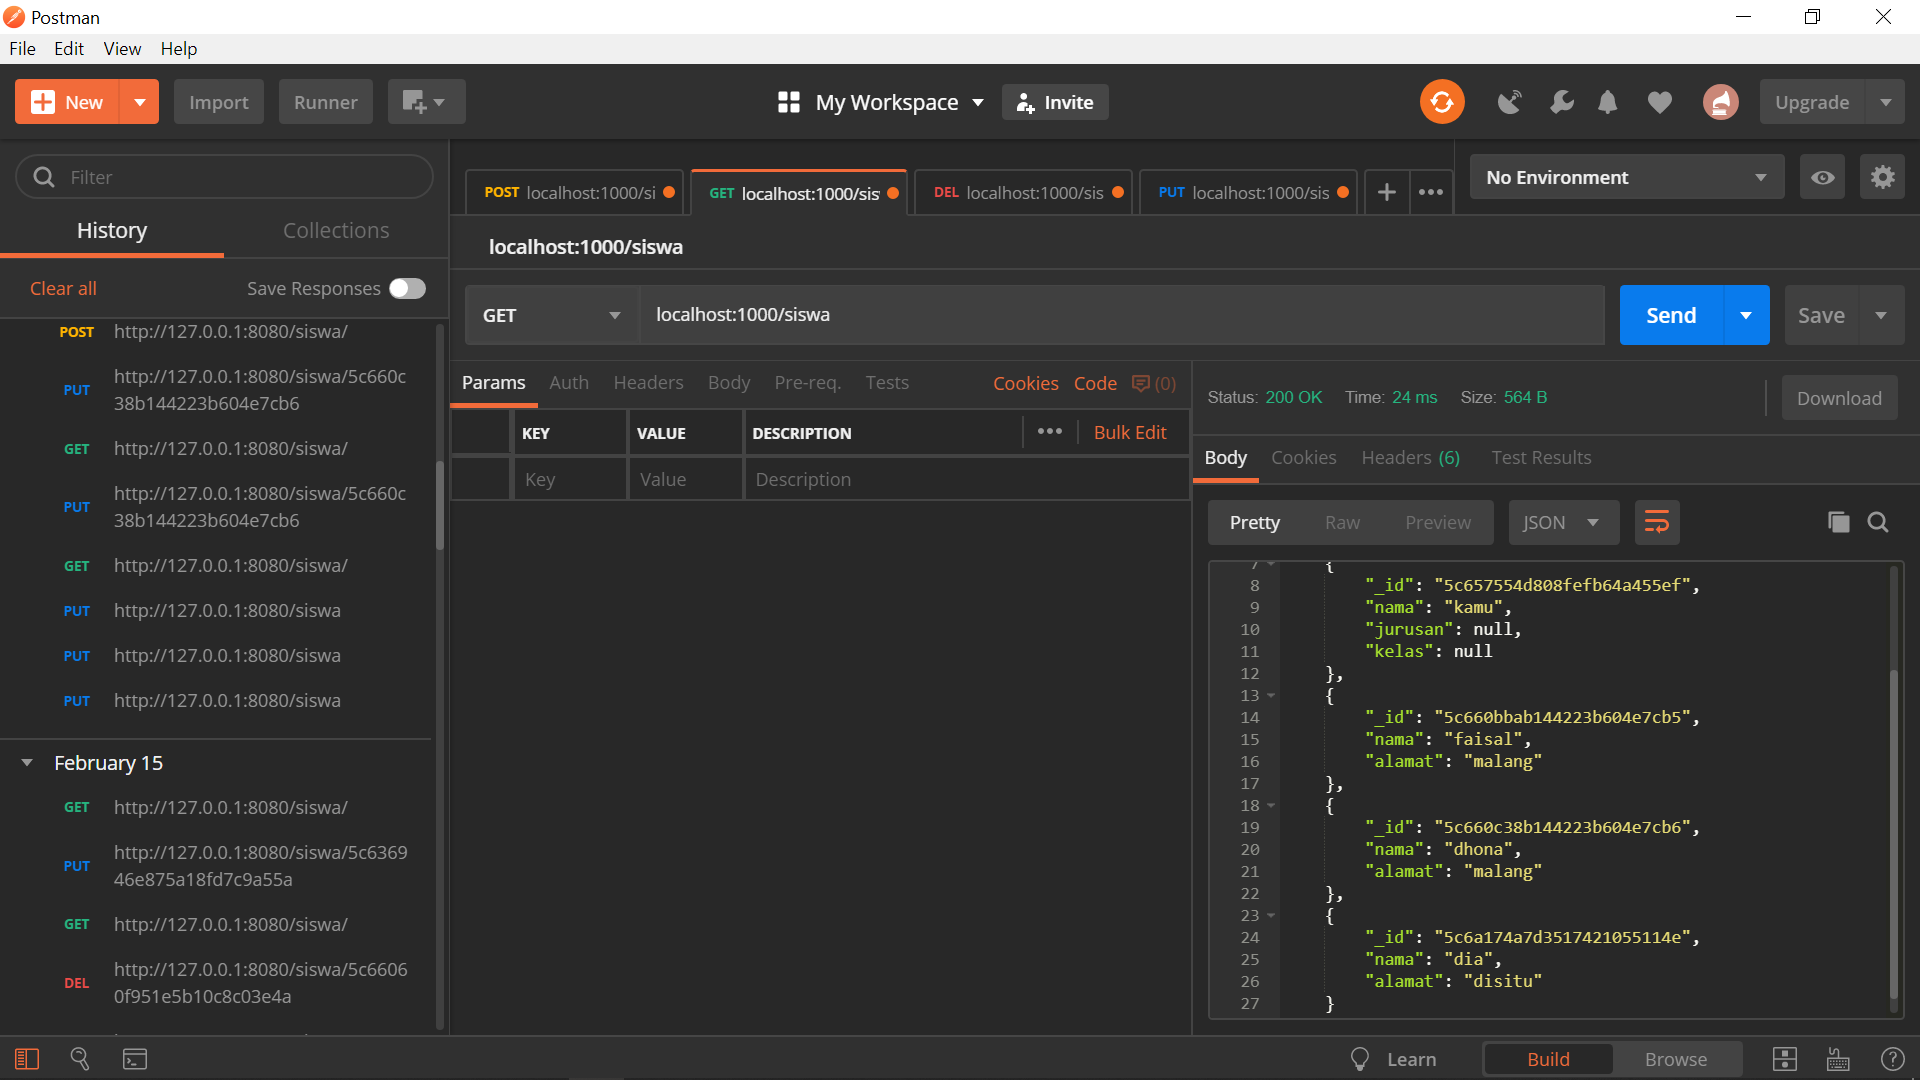 Postman
File Edit View Help
New Import Runner My Workspace Invite Upgrade
Filter
History Collections
Clear all Save Responses
POST http://127.0.0.1:8080/siswa/
PUT http://127.0.0.1:8080/siswa/5c660c
38b144223b604e7cb6
GET http://127.0.0.1:8080/siswa/
PUT http://127.0.0.1:8080/siswa/5c660c
38b144223b604e7cb6
GET http://127.0.0.1:8080/siswa/
PUT http://127.0.0.1:8080/siswa
PUT http://127.0.0.1:8080/siswa
PUT http://127.0.0.1:8080/siswa
February 15
GET http://127.0.0.1:8080/siswa/
PUT http://127.0.0.1:8080/siswa/5c6369
46e875a18fd7c9a55a
GET http://127.0.0.1:8080/siswa/
DEL http://127.0.0.1:8080/siswa/5c6606
0f951e5b10c8c03e4a
POST localhost:1000/si GET localhost:1000/sis DEL localhost:1000/sis PUT localhost:1000/sis
No Environment
localhost:1000/siswa
GET localhost:1000/siswa Send Save
Params Auth Headers Body Pre-req. Tests Cookies Code (0)
KEY VALUE DESCRIPTION Bulk Edit
Key Value Description
Status: 200 OK Time: 24 ms Size: 564 B Download
Body Cookies Headers (6) Test Results
Pretty Raw Preview JSON
7 {
8 "_id": "5c657554d808fefb64a455ef",
9 "nama": "kamu",
10 "jurusan": null,
11 "kelas": null
12 },
13 {
14 "_id": "5c660bbab144223b604e7cb5",
15 "nama": "faisal",
16 "alamat": "malang"
17 },
18 {
19 "_id": "5c660c38b144223b604e7cb6",
20 "nama": "dhona",
21 "alamat": "malang"
22 },
23 {
24 "_id": "5c6a174a7d3517421055114e",
25 "nama": "dia",
26 "alamat": "disitu"
27 }
Learn Build Browse